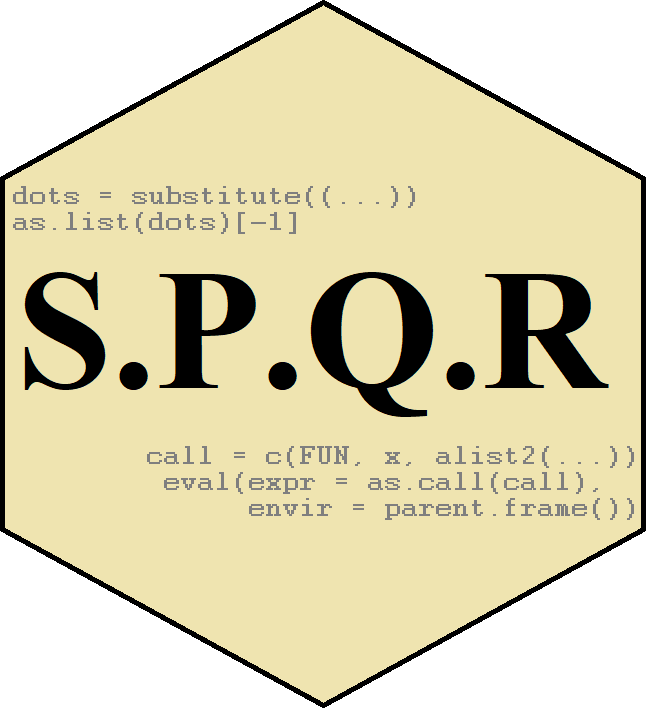 dots = substitute((...))
as.list(dots)[-1]
S.P.Q.R
call = c(FUN, x, alist2(...))
eval(expr = as.call(call),
envir = parent.frame())